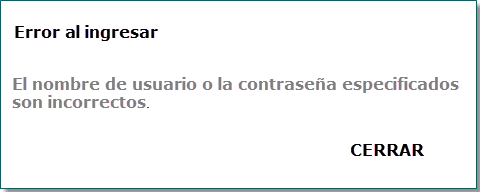 Error al ingresar
El nombre de usuario o la contraseña especificados
son incorrectos.
CERRAR